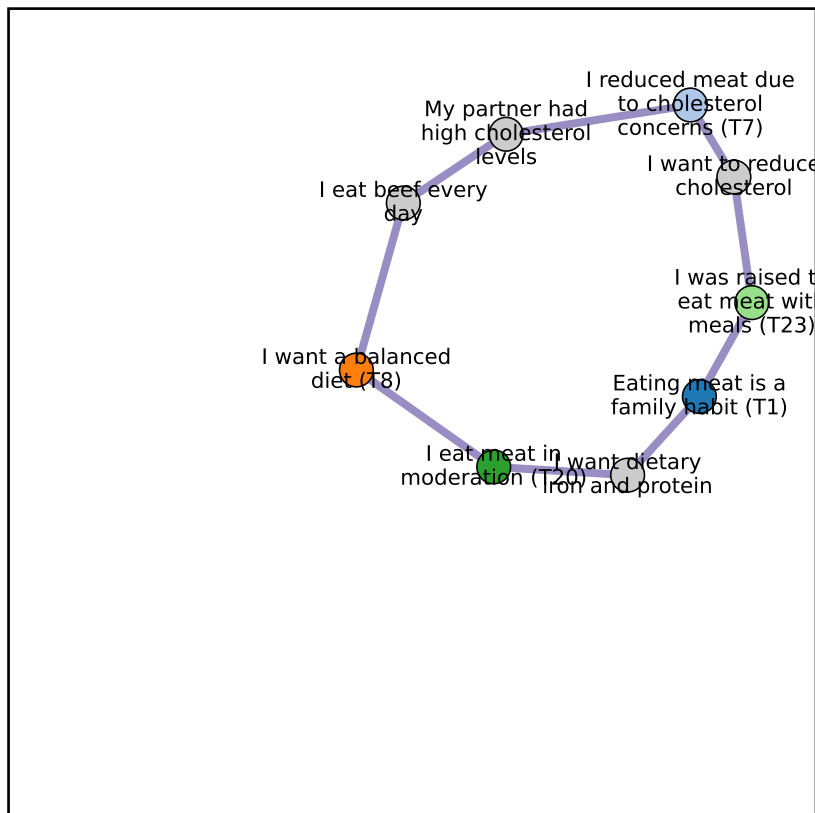 I reduced meat due
to cholesterol
concerns (T7)
My partner had
high cholesterol
levels
I want to reduce
cholesterol
I eat beef every
day
I was raised t
eat meat wit
meals (T23)
I want a balanced
diet (T8)
Eating meat is a
family habit (T1)
I eat meat in
moderation (T20)
I want dietary
iron and protein